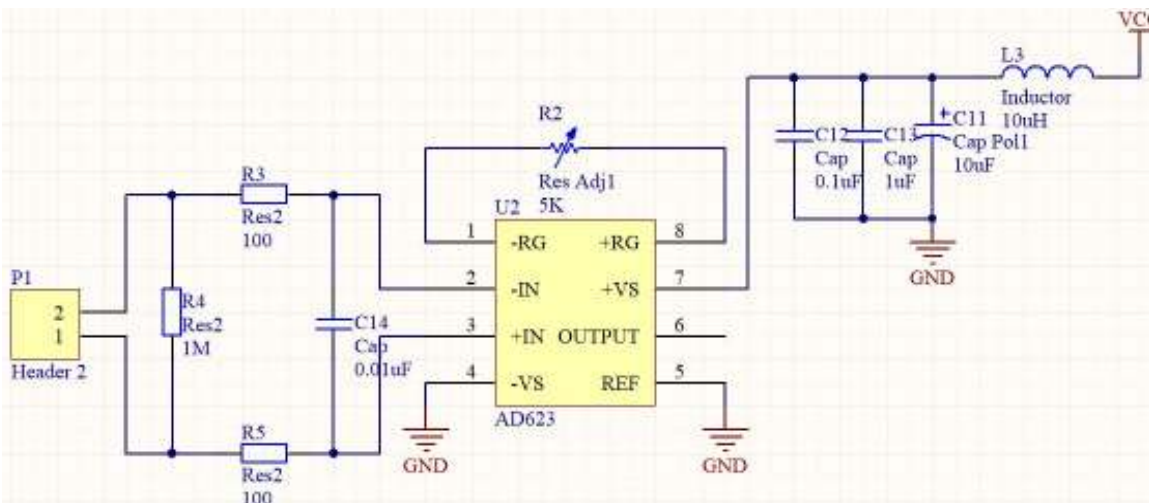 VCC
L3
Inductor
10uH
C11
Cap Pol1
10uF
C12
Cap
0.1uF
C13
Cap
1uF
GND
R2
Res Adj1
5K
U2
1 -RG +RG 8
2 -IN +VS 7
3 +IN OUTPUT 6
4 -VS REF 5
AD623
GND
GND
R3
Res2
100
P1
2
1
Header 2
R4
Res2
1M
C14
Cap
0.01uF
R5
Res2
100